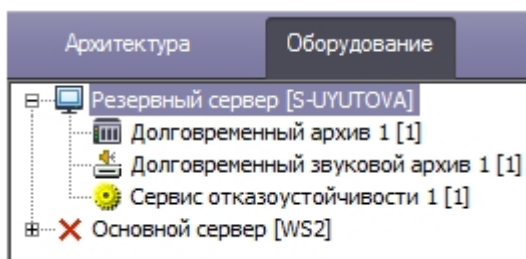 Архитектура Оборудование
Резервный сервер [S-UYUTOVA]
Долговременный архив 1 [1]
Долговременный звуковой архив 1 [1]
Сервис отказоустойчивости 1 [1]
Основной сервер [WS2]